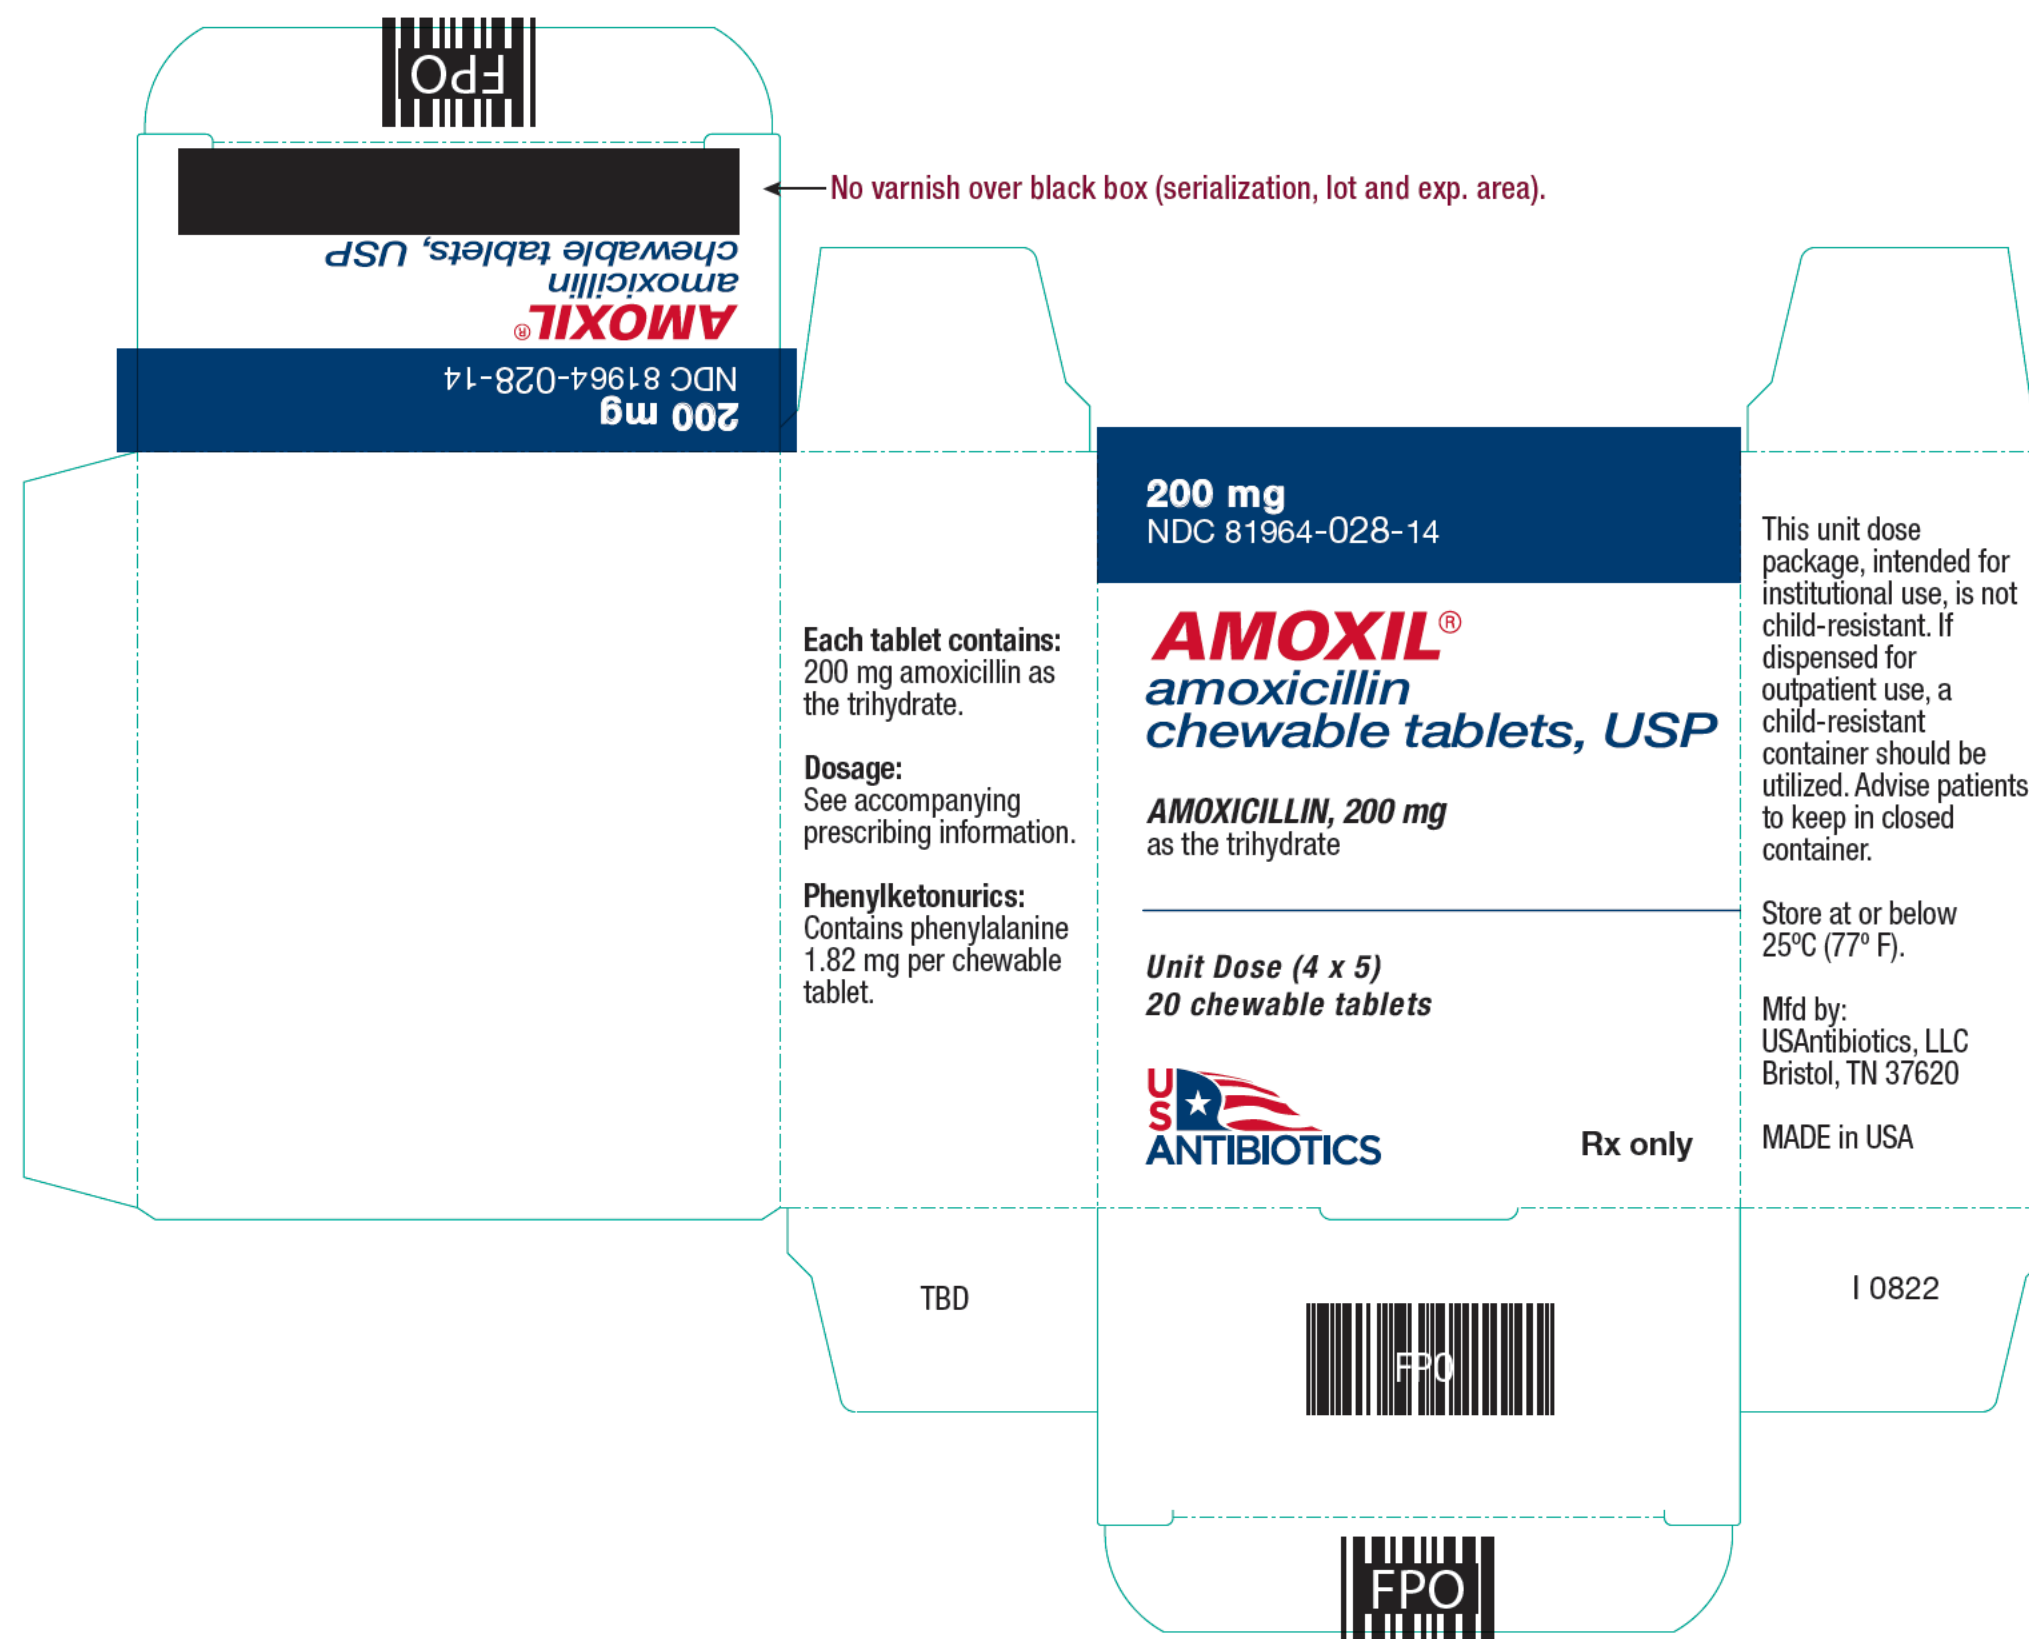 FPO
No varnish over black box (serialization, lot and exp. area).
200 mg
NDC 81964-028-14
AMOXIL®
amoxicillin
chewable tablets, USP
Each tablet contains:
200 mg amoxicillin as
the trihydrate.
Dosage:
See accompanying
prescribing information.
Phenylketonurics:
Contains phenylalanine
1.82 mg per chewable
tablet.
200 mg
NDC 81964-028-14
AMOXIL®
amoxicillin
chewable tablets, USP
AMOXICILLIN, 200 mg
as the trihydrate
Unit Dose (4 x 5)
20 chewable tablets
US
ANTIBIOTICS
Rx only
This unit dose
package, intended for
institutional use, is not
child-resistant. If
dispensed for
outpatient use, a
child-resistant
container should be
utilized. Advise patients
to keep in closed
container.
Store at or below
25ºC (77º F).
Mfd by:
USAntibiotics, LLC
Bristol, TN 37620
MADE in USA
TBD
FPO
I 0822
FPO